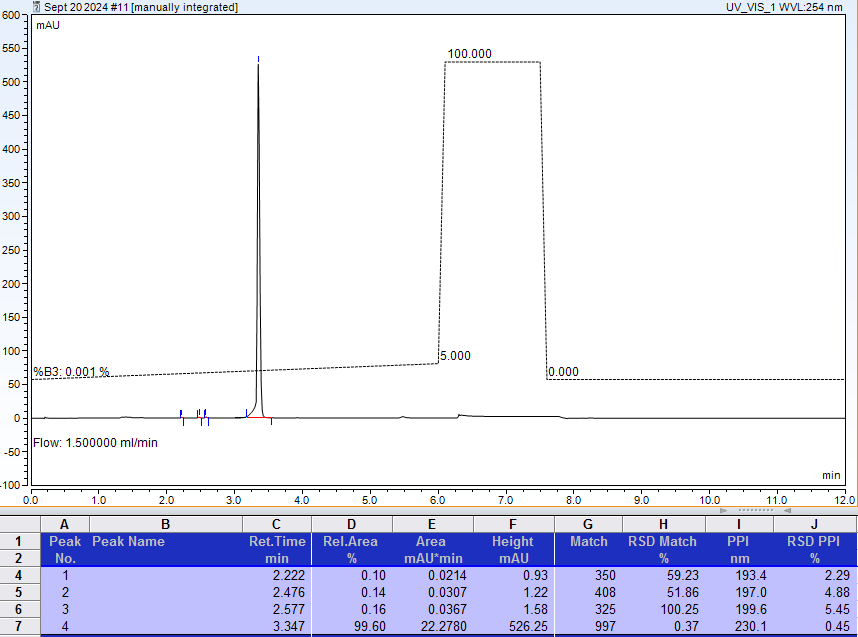 Sept 20 2024 #11 [manually integrated] UV_VIS_1 WVL:254 nm
600
mAU
550
500
450
400
350
300
250
200
150
100
50
0
-50
-100
100.000
5.000
%B3: 0.001 %
0.000
Flow: 1.500000 ml/min
min
0.0 1.0 2.0 3.0 4.0 5.0 6.0 7.0 8.0 9.0 10.0 11.0 12.0
A B C D E F G H I J
1 Peak Peak Name Ret.Time Rel.Area Area Height Match RSD Match PPI RSD PPI
2 No. min % mAU*min mAU % nm %
4 1 2.222 0.10 0.0214 0.93 350 59.23 193.4 2.29
5 2 2.476 0.14 0.0307 1.22 408 51.86 197.0 4.88
6 3 2.577 0.16 0.0367 1.58 325 100.25 199.6 5.45
7 4 3.347 99.60 22.2780 526.25 997 0.37 230.1 0.45